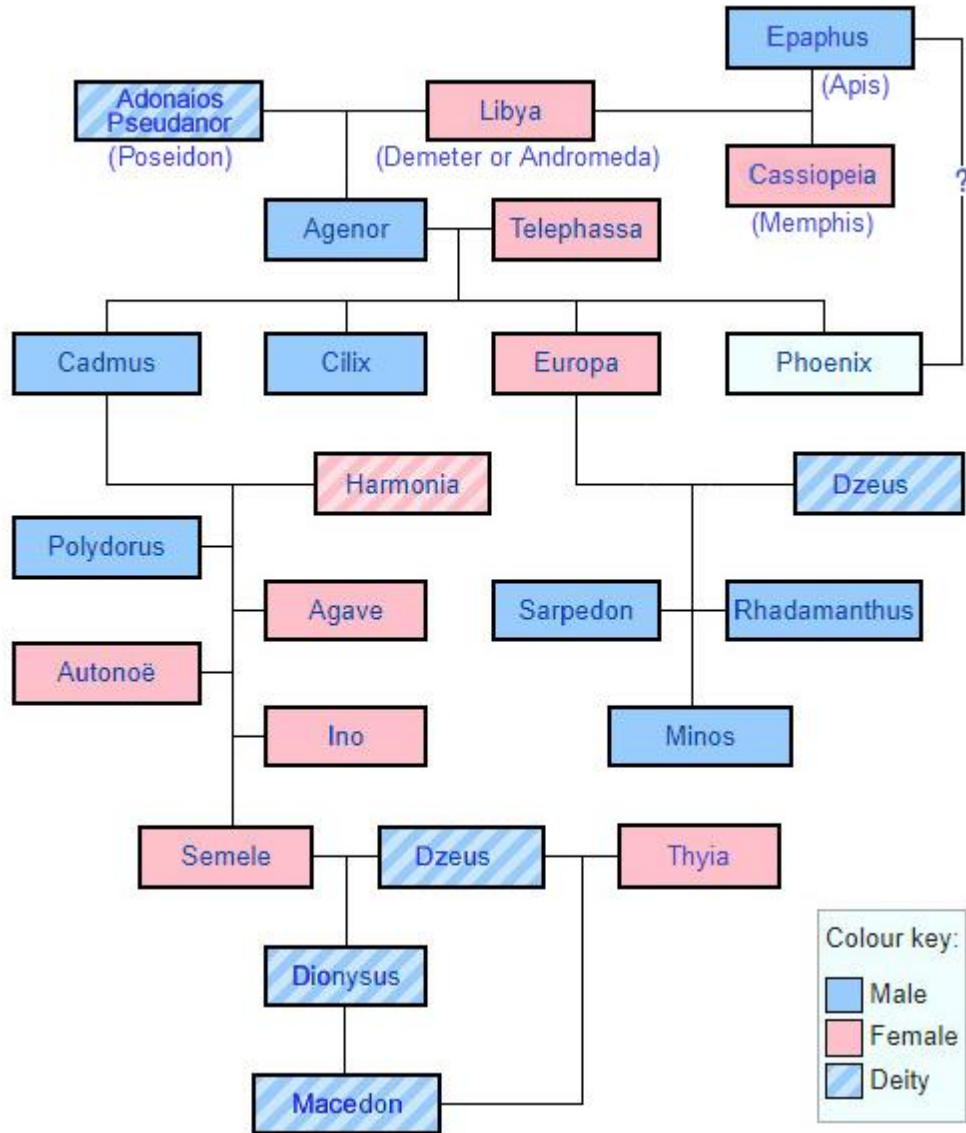 Epaphus
(Apis)
Adonaios
Pseudanor
(Poseidon)
Libya
(Demeter or Andromeda)
Cassiopeia
(Memphis)
?
Agenor
Telephassa
Cadmus
Cilix
Europa
Phoenix
Harmonia
Dzeus
Polydorus
Agave
Sarpedon
Rhadamanthus
Autonoë
Ino
Minos
Semele
Dzeus
Thyia
Dionysus
Macedon
Colour key:
Male
Female
Deity